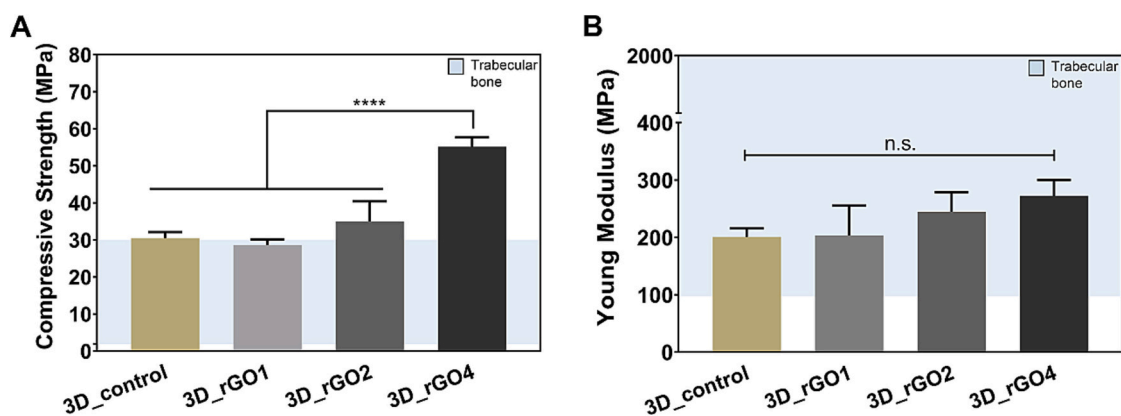 A
Compressive Strength (MPa)
80
70
60
50
40
30
20
10
0
Trabecular
bone
****
3D_control
3D_rGO1
3D_rGO2
3D_rGO4
B
Young Modulus (MPa)
2000
400
300
200
100
0
Trabecular
bone
n.s.
3D_control
3D_rGO1
3D_rGO2
3D_rGO4